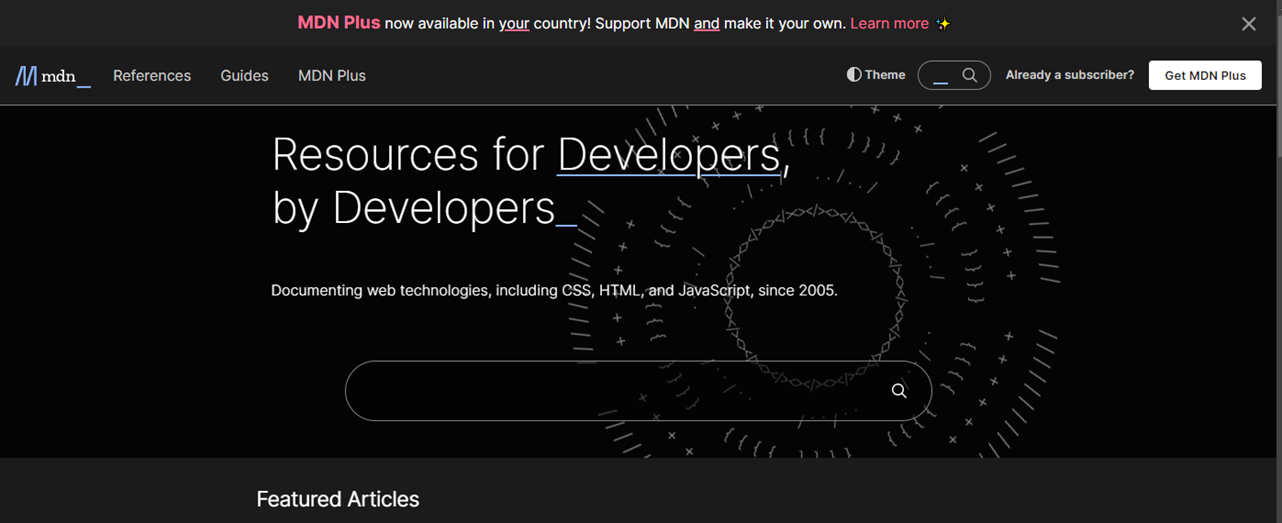 MDN Plus now available in your country! Support MDN and make it your own. Learn more ✨
mdn_ References Guides MDN Plus Theme _ Already a subscriber? Get MDN Plus
Resources for Developers,
by Developers_
Documenting web technologies, including CSS, HTML, and JavaScript, since 2005.
Featured Articles